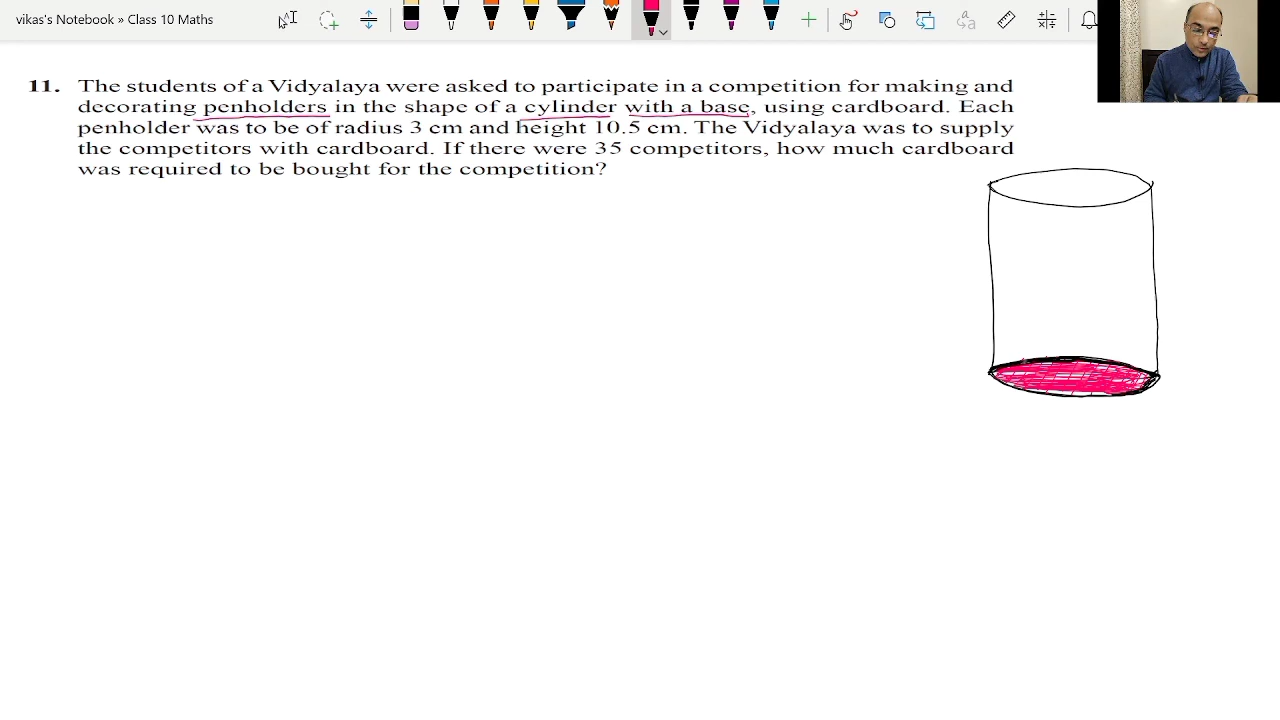 vikas's Notebook » Class 10 Maths
11. The students of a Vidyalaya were asked to participate in a competition for making and
decorating penholders in the shape of a cylinder with a base, using cardboard. Each
penholder was to be of radius 3 cm and height 10.5 cm. The Vidyalaya was to supply
the competitors with cardboard. If there were 35 competitors, how much cardboard
was required to be bought for the competition?